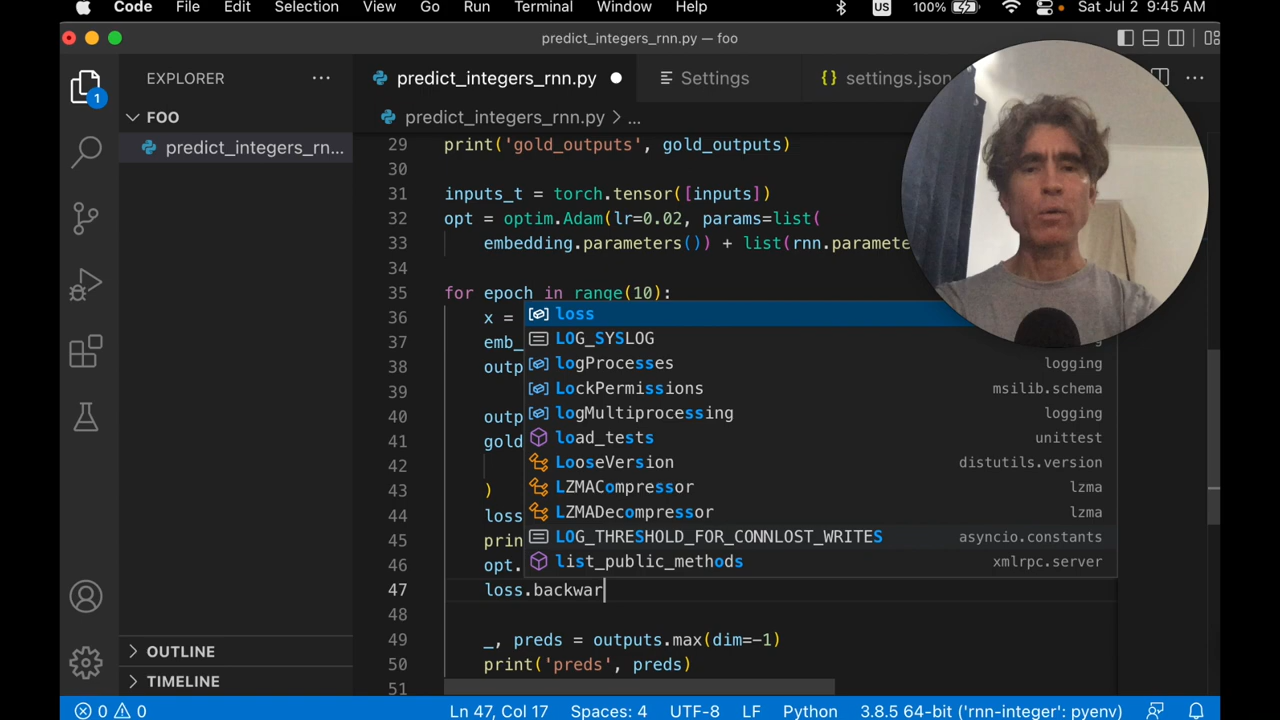 Code File Edit Selection View Go Run Terminal Window Help US 100% Sat Jul 2 9:45 AM
predict_integers_rnn.py — foo
EXPLORER ...
predict_integers_rnn.py Settings {} settings.json ...
FOO
predict_integers_rnn.py > ...
1
predict_integers_rn...
29 print('gold_outputs', gold_outputs)
30
31 inputs_t = torch.tensor([inputs])
32 opt = optim.Adam(lr=0.02, params=list(
33 embedding.parameters()) + list(rnn.parame
34
35 for epoch in range(10):
36 x =
37 emb_
38 outp
39
40 outp
41 gold
42
43 )
44 loss
45 prin
46 opt.
47 loss.backwar
48
49 _, preds = outputs.max(dim=-1)
50 print('preds', preds)
51
loss
LOG_SYSLOG
logProcesses logging
LockPermissions msilib.schema
logMultiprocessing logging
load_tests unittest
LooseVersion distutils.version
LZMACompressor lzma
LZMADecompressor lzma
LOG_THRESHOLD_FOR_CONNLOST_WRITES asyncio.constants
list_public_methods xmlrpc.server
OUTLINE
TIMELINE
0 0 Ln 47, Col 17 Spaces: 4 UTF-8 LF Python 3.8.5 64-bit ('rnn-integer': pyenv)